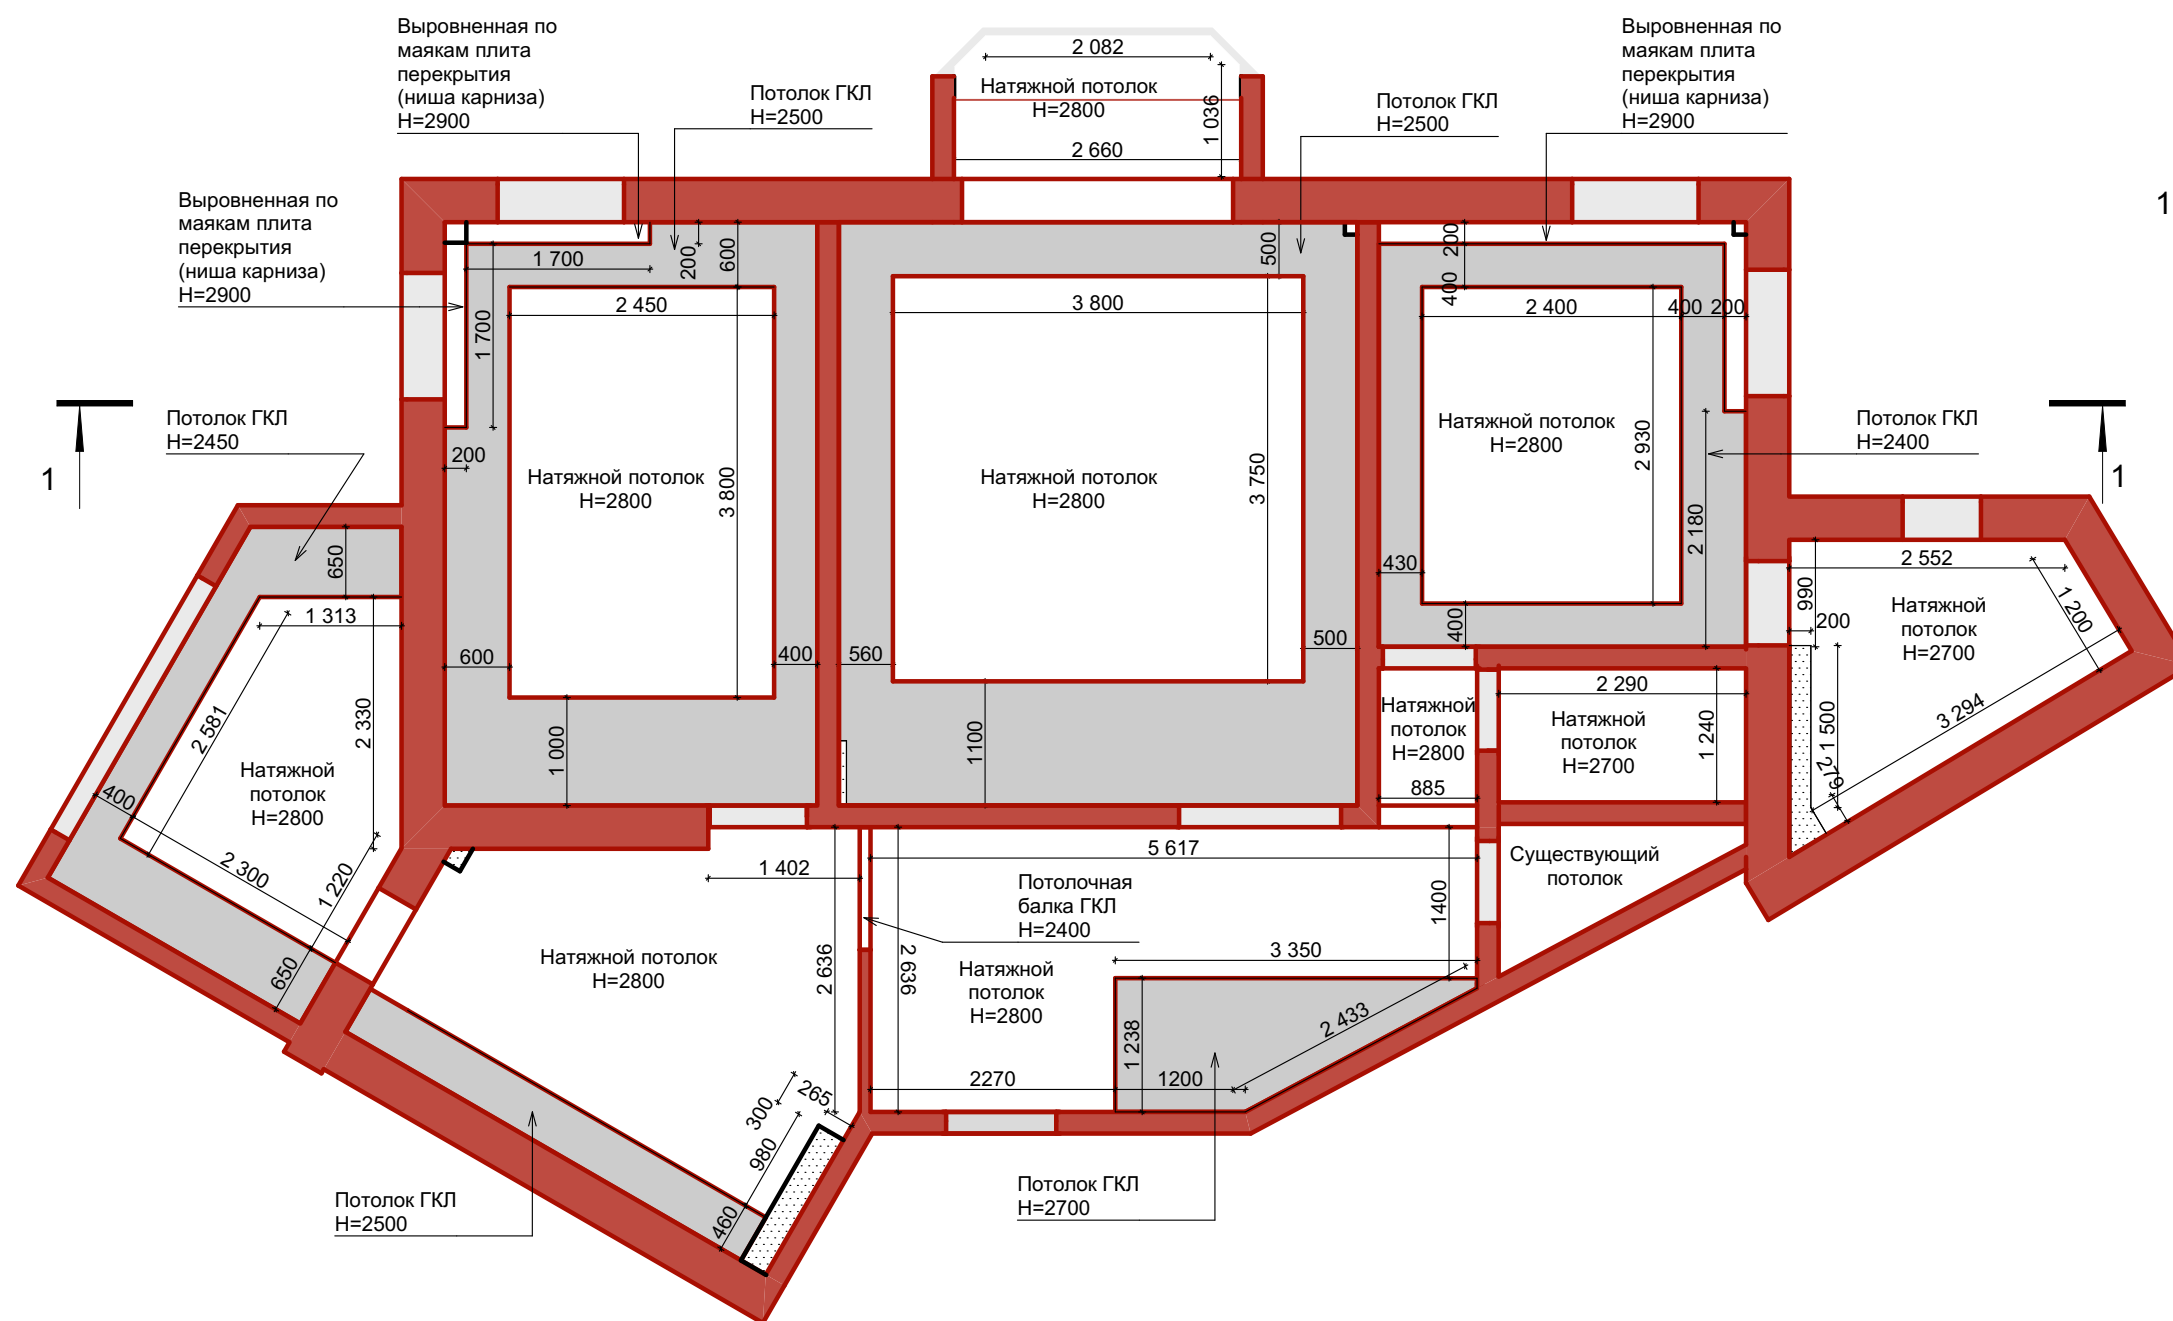 Выровненная по
маякам плита
перекрытия
(ниша карниза)
H=2900
Потолок ГКЛ
H=2500
2 082
Натяжной потолок
H=2800
1 036
2 660
Потолок ГКЛ
H=2500
Выровненная по
маякам плита
перекрытия
(ниша карниза)
H=2900
Выровненная по
маякам плита
перекрытия
(ниша карниза)
H=2900
1
1 700
200
600
500
200
400
2 450
3 800
2 400
400
200
1 700
Потолок ГКЛ
H=2450
1
200
Натяжной потолок
H=2800
3 800
Натяжной потолок
H=2800
3 750
Натяжной потолок
H=2800
2 930
2 180
Потолок ГКЛ
H=2400
1
650
1 313
2 581
2 330
Натяжной
потолок
H=2800
400
2 300
1 220
650
600
400
1 000
560
500
1100
430
400
2 552
990
200
1 200
Натяжной
потолок
H=2700
3 294
1 500
279
Натяжной
потолок
H=2800
885
2 290
Натяжной
потолок
H=2700
1 240
Существующий
потолок
1 402
5 617
Потолочная
балка ГКЛ
H=2400
1400
Натяжной потолок
H=2800
2 636
2 636
Натяжной
потолок
H=2800
3 350
2 433
1 238
2270
1200
300
265
980
460
Потолок ГКЛ
H=2500
Потолок ГКЛ
H=2700